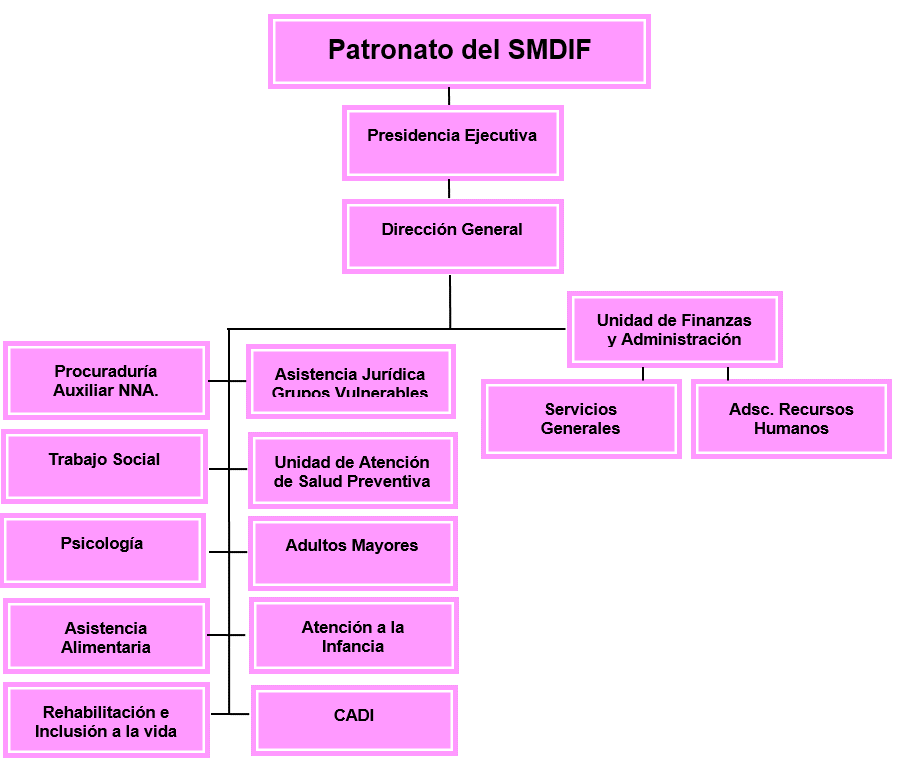 Patronato del SMDIF
Presidencia Ejecutiva
Dirección General
Unidad de Finanzas
y Administración
Servicios
Generales
Adsc. Recursos
Humanos
Procuraduría
Auxiliar NNA.
Asistencia Jurídica
Grupos Vulnerables
Trabajo Social
Unidad de Atención
de Salud Preventiva
Psicología
Adultos Mayores
Asistencia
Alimentaria
Atención a la
Infancia
Rehabilitación e
Inclusión a la vida
CADI